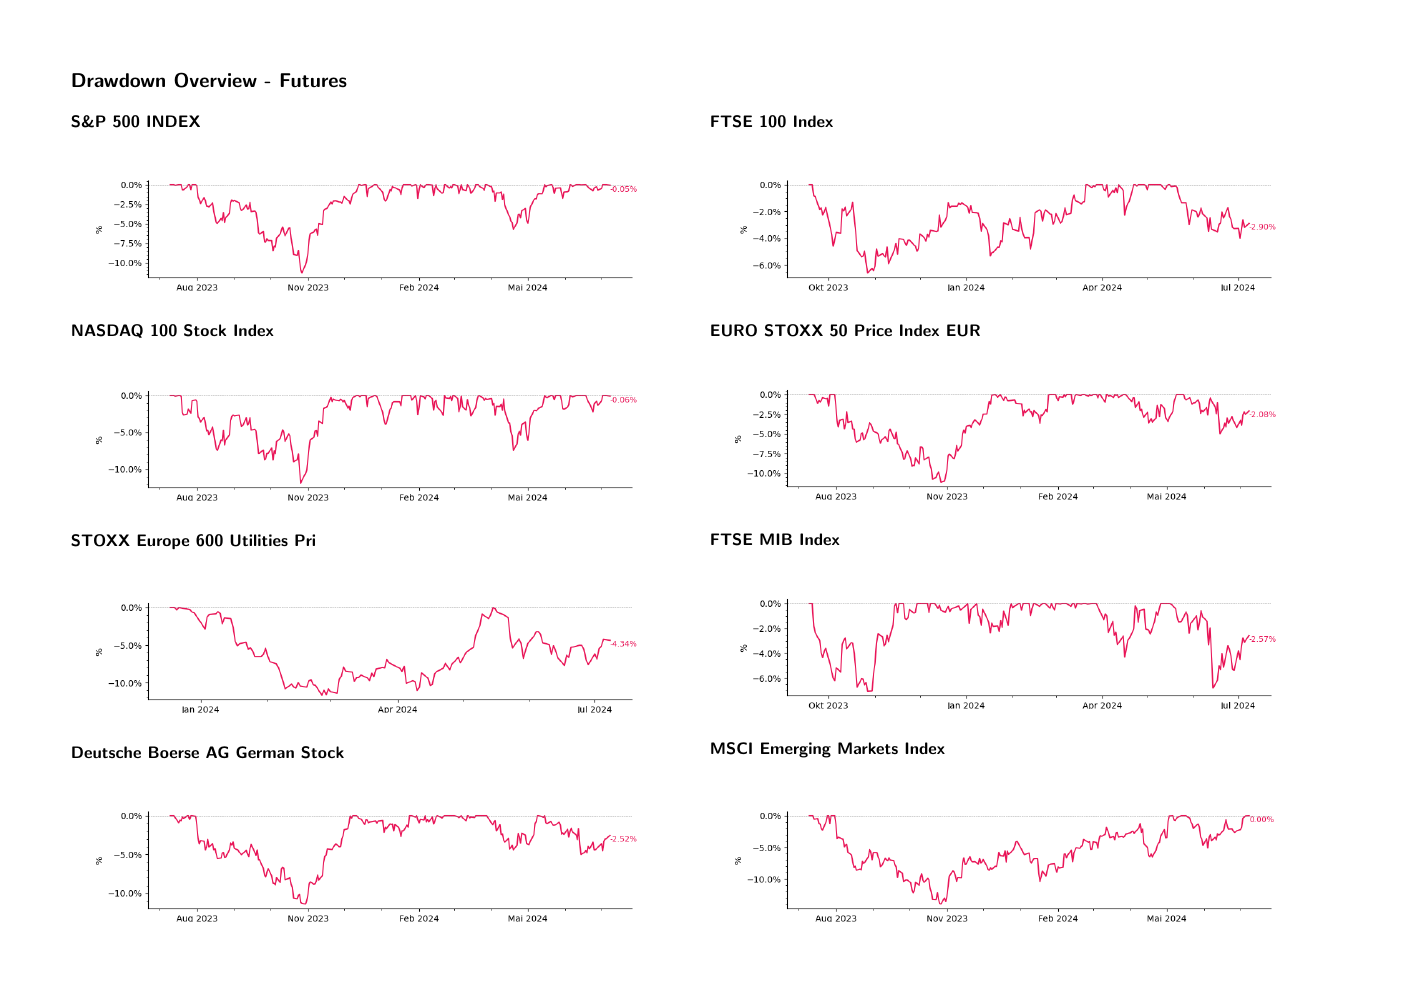 Drawdown Overview - Futures
S&P 500 INDEX
0.0%
−2.5%
−5.0%
−7.5%
−10.0%
%
-0.05%
Aug 2023 Nov 2023 Feb 2024 Mai 2024
FTSE 100 Index
0.0%
−2.0%
−4.0%
−6.0%
%
-2.90%
Okt 2023 Jan 2024 Apr 2024 Jul 2024
NASDAQ 100 Stock Index
0.0%
−5.0%
−10.0%
%
-0.06%
Aug 2023 Nov 2023 Feb 2024 Mai 2024
EURO STOXX 50 Price Index EUR
0.0%
−2.5%
−5.0%
−7.5%
−10.0%
%
-2.08%
Aug 2023 Nov 2023 Feb 2024 Mai 2024
STOXX Europe 600 Utilities Pri
0.0%
−5.0%
−10.0%
%
-4.34%
Jan 2024 Apr 2024 Jul 2024
FTSE MIB Index
0.0%
−2.0%
−4.0%
−6.0%
%
-2.57%
Okt 2023 Jan 2024 Apr 2024 Jul 2024
Deutsche Boerse AG German Stock
0.0%
−5.0%
−10.0%
%
-2.52%
Aug 2023 Nov 2023 Feb 2024 Mai 2024
MSCI Emerging Markets Index
0.0%
−5.0%
−10.0%
%
0.00%
Aug 2023 Nov 2023 Feb 2024 Mai 2024